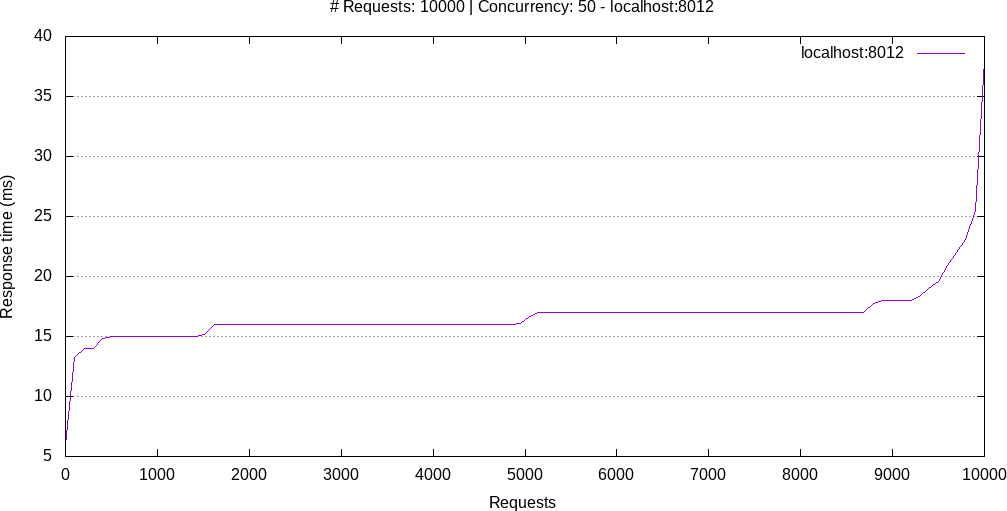 # Requests: 10000 | Concurrency: 50 - localhost:8012
localhost:8012
40
35
30
25
20
15
10
5
Response time (ms)
0 1000 2000 3000 4000 5000 6000 7000 8000 9000 10000
Requests